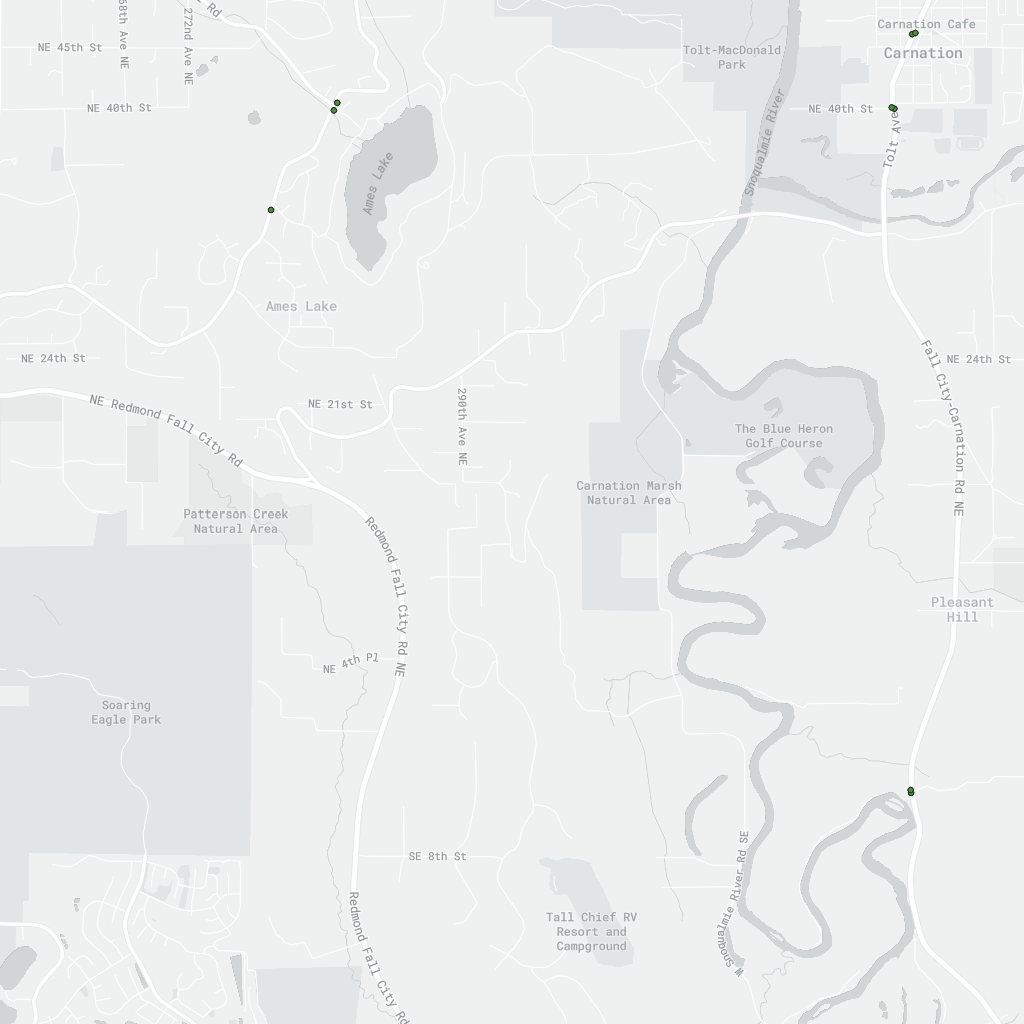 Rd
268th Ave NE
272nd Ave NE
NE 45th St
NE 40th St
Carnation Cafe
Carnation
Tolt-MacDonald
Park
NE 40th St
Tolt Ave
Snoqualmie River
Ames Lake
Ames Lake
NE 24th St
NE 24th St
NE Redmond Fall City Rd
NE 21st St
290th Ave NE
Fall City-Carnation Rd NE
The Blue Heron
Golf Course
Carnation Marsh
Natural Area
Patterson Creek
Natural Area
Redmond Fall City Rd NE
Pleasant
Hill
NE 4th Pl
Soaring
Eagle Park
SE 8th St
W Snoqualmie River Rd SE
Tall Chief RV
Resort and
Campground
Redmond Fall City Rd